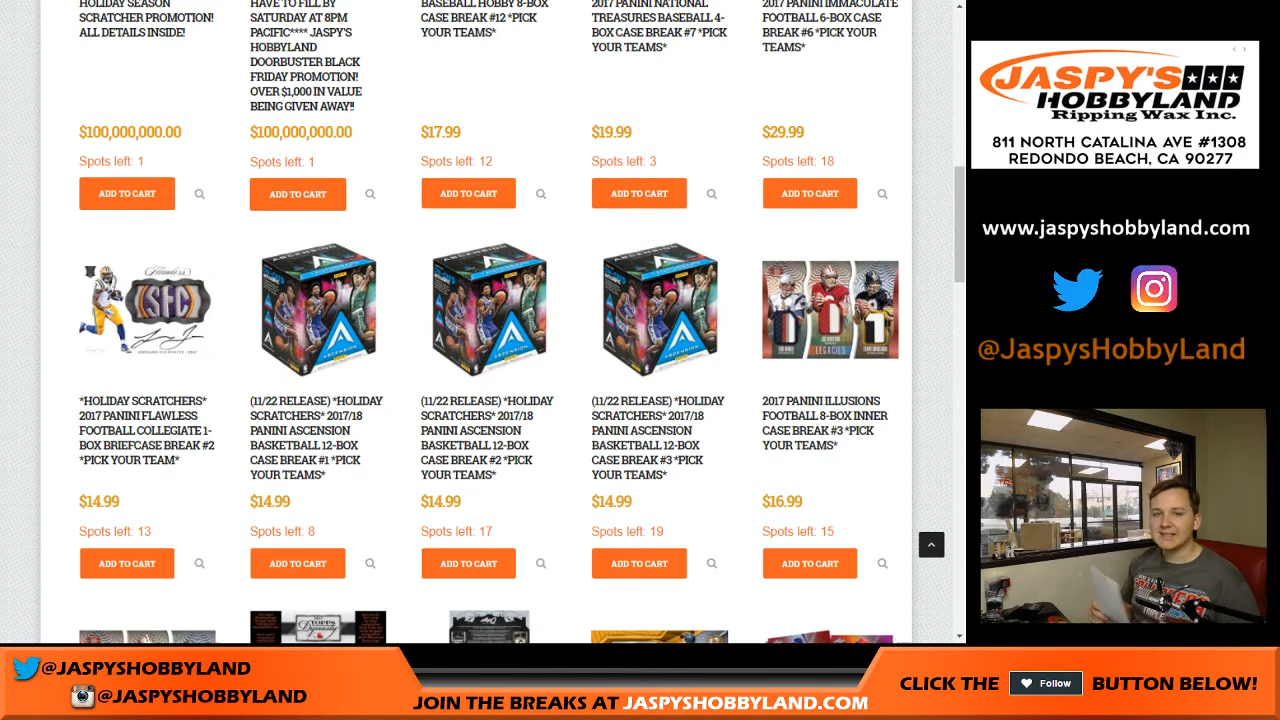 HOLIDAY SEASON
SCRATCHER PROMOTION!
ALL DETAILS INSIDE!
$100,000,000.00
Spots left: 1
ADD TO CART
HAVE TO FILL BY
SATURDAY AT 8PM
PACIFIC**** JASPY'S
HOBBYLAND
DOORBUSTER BLACK
FRIDAY PROMOTION!
OVER $1,000 IN VALUE
BEING GIVEN AWAY!!
$100,000,000.00
Spots left: 1
ADD TO CART
BASEBALL HOBBY 8-BOX
CASE BREAK #12 *PICK
YOUR TEAMS*
$17.99
Spots left: 12
ADD TO CART
2017 PANINI NATIONAL
TREASURES BASEBALL 4-
BOX CASE BREAK #7 *PICK
YOUR TEAMS*
$19.99
Spots left: 3
ADD TO CART
2017 PANINI IMMACULATE
FOOTBALL 6-BOX CASE
BREAK #6 *PICK YOUR
TEAMS*
$29.99
Spots left: 18
ADD TO CART
Flawless
SFC
*HOLIDAY SCRATCHERS*
2017 PANINI FLAWLESS
FOOTBALL COLLEGIATE 1-
BOX BRIEFCASE BREAK #2
*PICK YOUR TEAM*
$14.99
Spots left: 13
ADD TO CART
ASCENSION
(11/22 RELEASE) *HOLIDAY
SCRATCHERS* 2017/18
PANINI ASCENSION
BASKETBALL 12-BOX
CASE BREAK #1 *PICK
YOUR TEAMS*
$14.99
Spots left: 8
ADD TO CART
ASCENSION
(11/22 RELEASE) *HOLIDAY
SCRATCHERS* 2017/18
PANINI ASCENSION
BASKETBALL 12-BOX
CASE BREAK #2 *PICK
YOUR TEAMS*
$14.99
Spots left: 17
ADD TO CART
ASCENSION
(11/22 RELEASE) *HOLIDAY
SCRATCHERS* 2017/18
PANINI ASCENSION
BASKETBALL 12-BOX
CASE BREAK #3 *PICK
YOUR TEAMS*
$14.99
Spots left: 19
ADD TO CART
LEGACIES
2017 PANINI ILLUSIONS
FOOTBALL 8-BOX INNER
CASE BREAK #3 *PICK
YOUR TEAMS*
$16.99
Spots left: 15
ADD TO CART
JASPY'S
HOBBYLAND
Ripping Wax Inc.
811 NORTH CATALINA AVE #1308
REDONDO BEACH, CA 90277
www.jaspyshobbyland.com
@JaspysHobbyLand
@JASPYSHOBBYLAND
@JASPYSHOBBYLAND
JOIN THE BREAKS AT JASPYSHOBBYLAND.COM
CLICK THE Follow BUTTON BELOW!